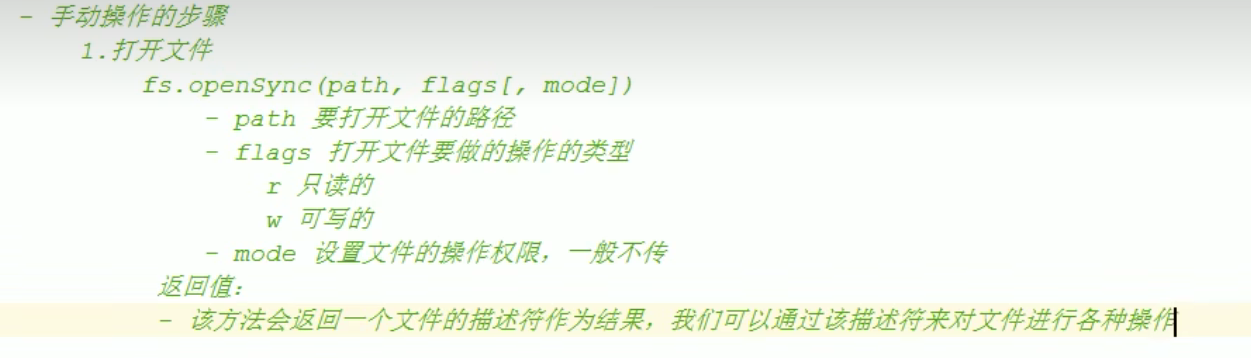 - 手动操作的步骤
1.打开文件
fs.openSync(path, flags[, mode])
- path 要打开文件的路径
- flags 打开文件要做的操作的类型
r 只读的
w 可写的
- mode 设置文件的操作权限，一般不传
返回值：
- 该方法会返回一个文件的描述符作为结果，我们可以通过该描述符来对文件进行各种操作